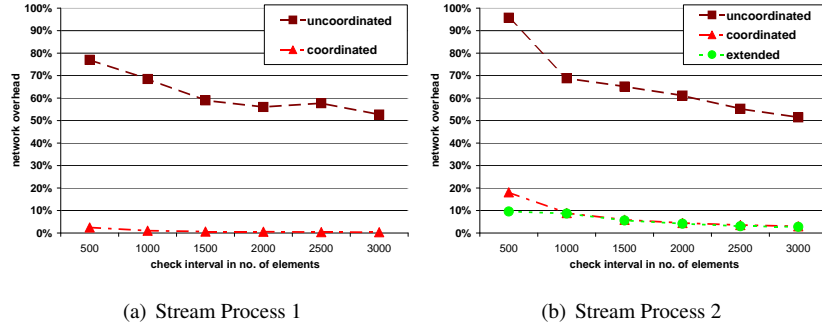 uncoordinated
coordinated
100%
90%
80%
70%
60%
50%
40%
30%
20%
10%
0%
network overhead
500 1000 1500 2000 2500 3000
check interval in no. of elements
(a) Stream Process 1
uncoordinated
coordinated
extended
100%
90%
80%
70%
60%
50%
40%
30%
20%
10%
0%
network overhead
500 1000 1500 2000 2500 3000
check interval in no. of elements
(b) Stream Process 2